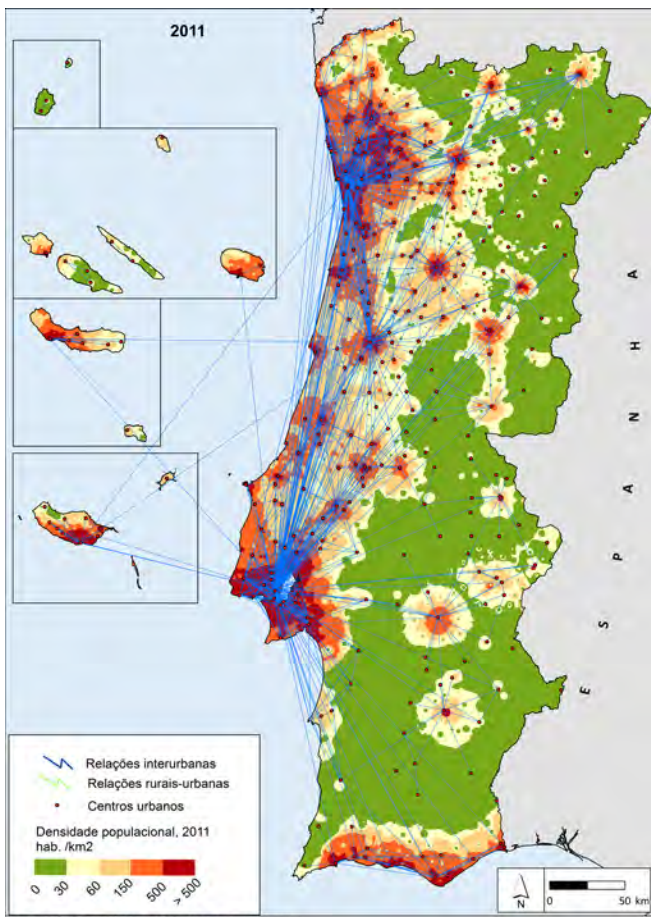 2011
E S P A N H A
Relações interurbanas
Relações rurais-urbanas
Centros urbanos
Densidade populacional, 2011
hab. /km2
0 30 60 150 500 > 500
N
0 50 km